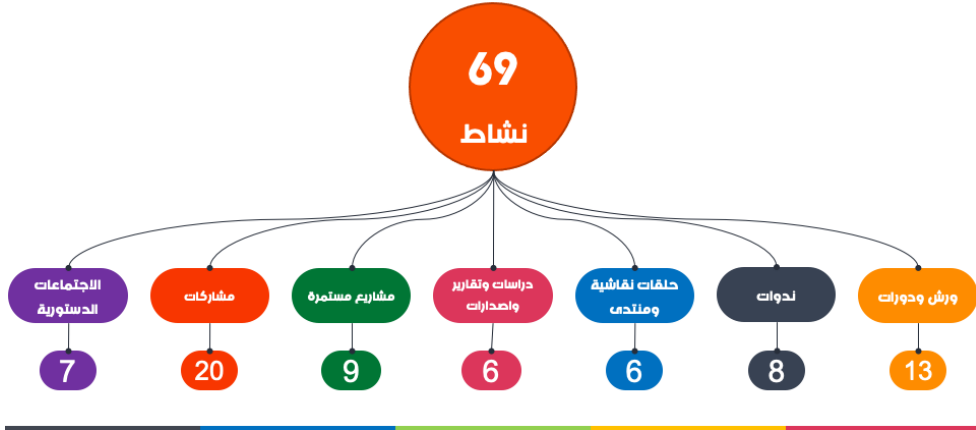 69
نشاط
ورش ودورات
ندوات
حلقات نقاشية
ومنتدى
دراسات وتقارير
واصدارات
مشاريع مستمرة
مشاركات
الاجتماعات
الدستورية
13
8
6
6
9
20
7